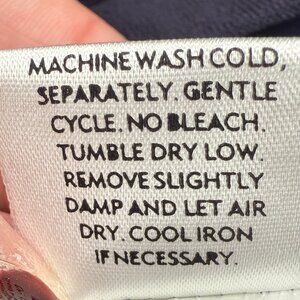 MACHINE WASH COLD,
SEPARATELY. GENTLE
CYCLE. NO BLEACH.
TUMBLE DRY LOW.
REMOVE SLIGHTLY
DAMP AND LET AIR
DRY. COOL IRON
IF NECESSARY.